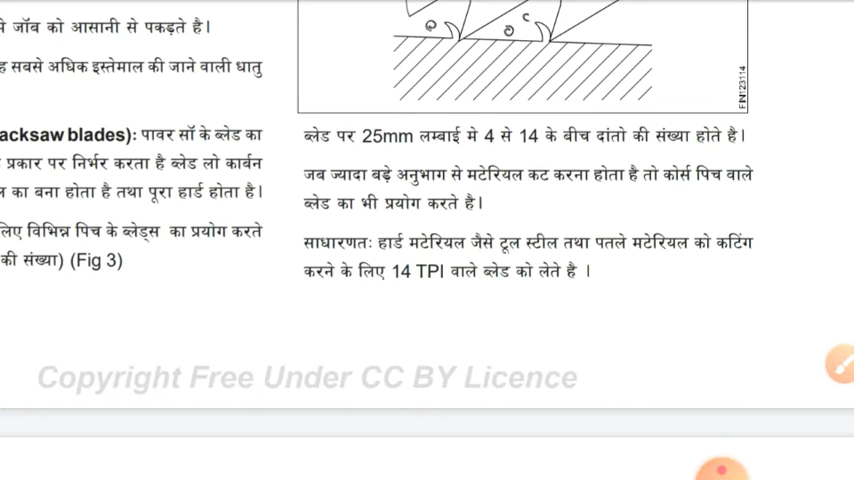 से जॉब को आसानी से पकड़ते है।
सबसे अधिक इस्तेमाल की जाने वाली धातु
acksaw blades): पावर सॉ के ब्लेड का
प्रकार पर निर्भर करता है ब्लेड लो कार्बन
का बना होता है तथा पूरा हार्ड होता है।
लिए विभिन्न पिच के ब्लेड्स का प्रयोग करते
की संख्या) (Fig 3)
C
FIN123114
ब्लेड पर 25mm लम्बाई मे 4 से 14 के बीच दांतो की संख्या होते है।
जब ज्यादा बढ़े अनुभाग से मटेरियल कट करना होता है तो कोर्स पिच वाले
ब्लेड का भी प्रयोग करते है।
साधारणतः हार्ड मटेरियल जैसे टूल स्टील तथा पतले मटेरियल को कटिंग
करने के लिए 14 TPI वाले ब्लेड को लेते है ।
Copyright Free Under CC BY Licence